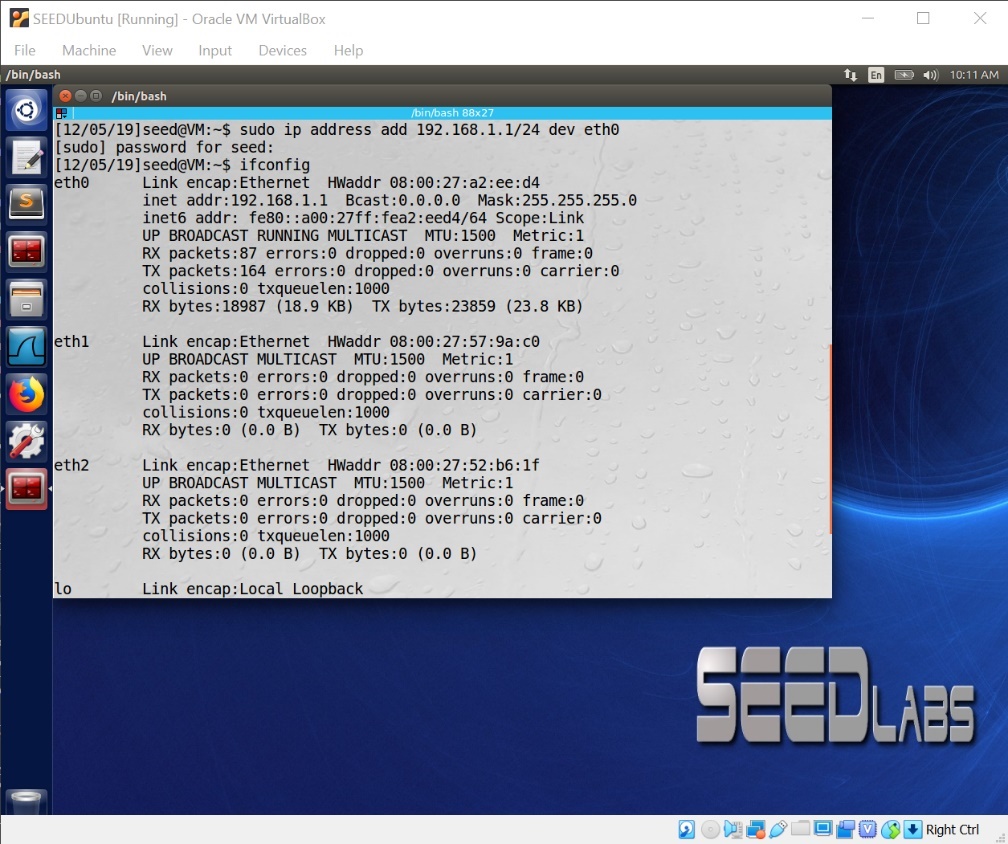 SEEDUbuntu [Running] - Oracle VM VirtualBox
File Machine View Input Devices Help
/bin/bash En 10:11 AM
/bin/bash
/bin/bash 88x27
[12/05/19]seed@VM:~$ sudo ip address add 192.168.1.1/24 dev eth0
[sudo] password for seed:
[12/05/19]seed@VM:~$ ifconfig
eth0 Link encap:Ethernet HWaddr 08:00:27:a2:ee:d4
inet addr:192.168.1.1 Bcast:0.0.0.0 Mask:255.255.255.0
inet6 addr: fe80::a00:27ff:fea2:eed4/64 Scope:Link
UP BROADCAST RUNNING MULTICAST MTU:1500 Metric:1
RX packets:87 errors:0 dropped:0 overruns:0 frame:0
TX packets:164 errors:0 dropped:0 overruns:0 carrier:0
collisions:0 txqueuelen:1000
RX bytes:18987 (18.9 KB) TX bytes:23859 (23.8 KB)
eth1 Link encap:Ethernet HWaddr 08:00:27:57:9a:c0
UP BROADCAST MULTICAST MTU:1500 Metric:1
RX packets:0 errors:0 dropped:0 overruns:0 frame:0
TX packets:0 errors:0 dropped:0 overruns:0 carrier:0
collisions:0 txqueuelen:1000
RX bytes:0 (0.0 B) TX bytes:0 (0.0 B)
eth2 Link encap:Ethernet HWaddr 08:00:27:52:b6:1f
UP BROADCAST MULTICAST MTU:1500 Metric:1
RX packets:0 errors:0 dropped:0 overruns:0 frame:0
TX packets:0 errors:0 dropped:0 overruns:0 carrier:0
collisions:0 txqueuelen:1000
RX bytes:0 (0.0 B) TX bytes:0 (0.0 B)
lo Link encap:Local Loopback
SEEDLABS
Right Ctrl